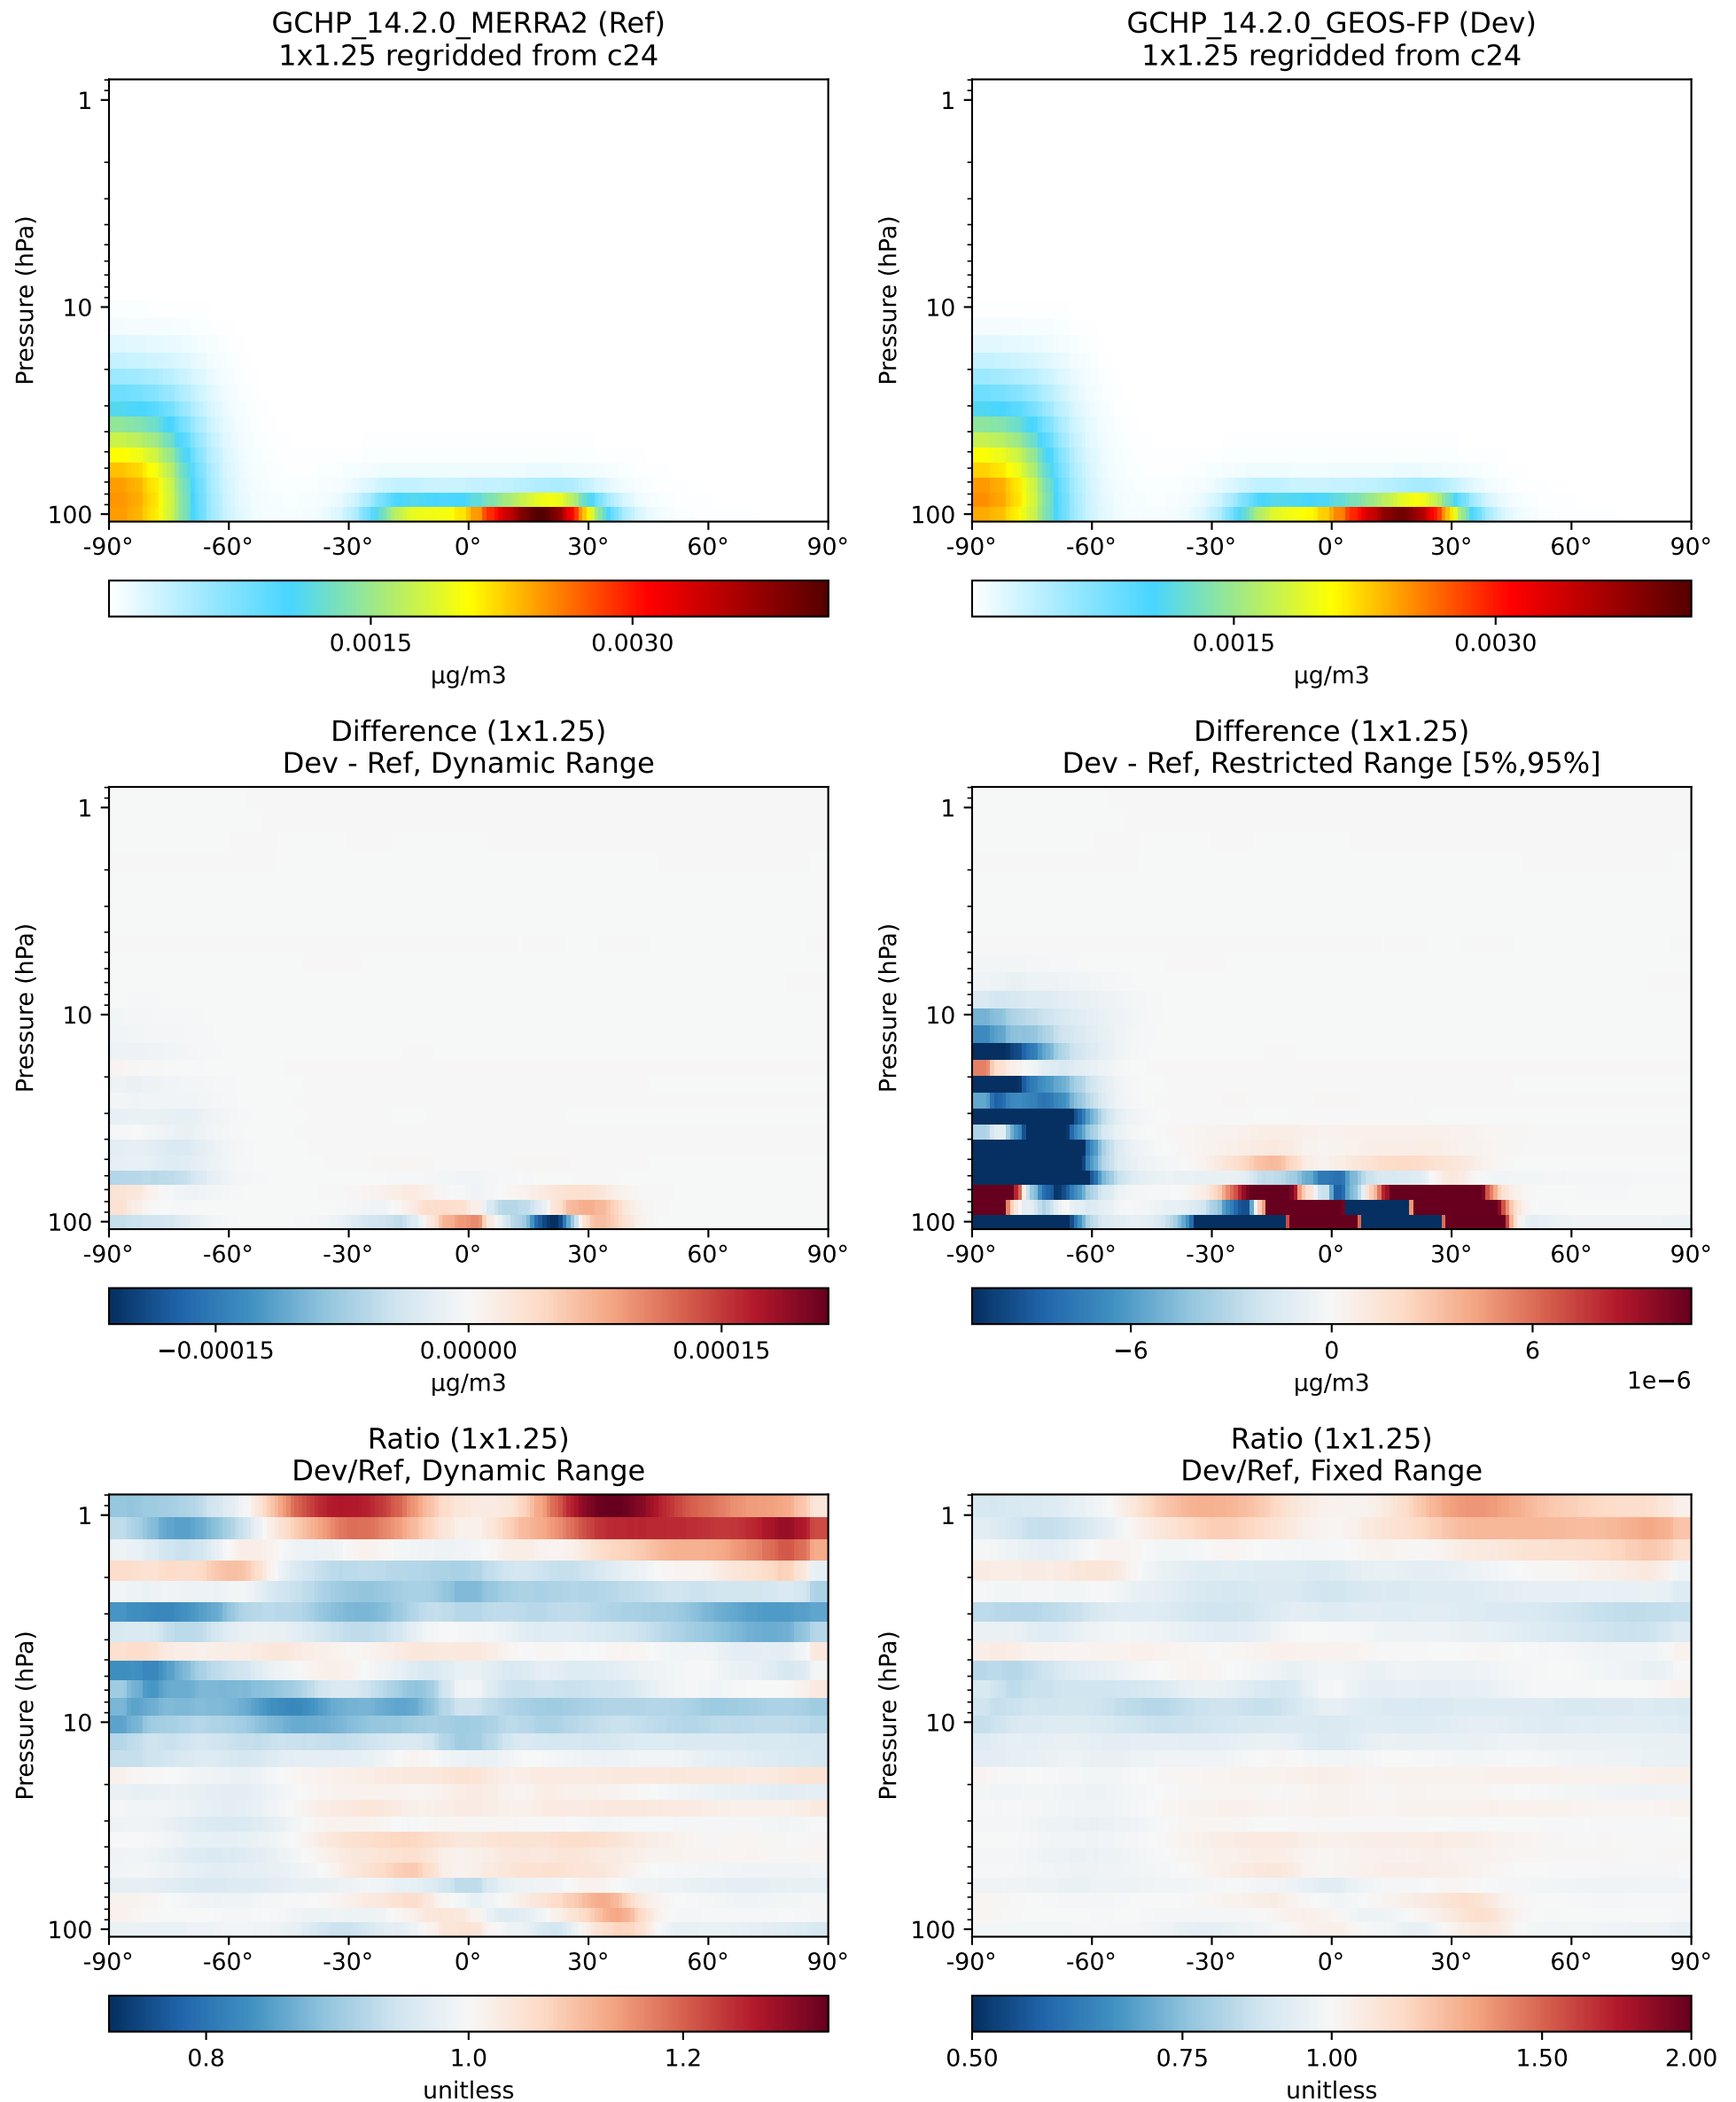 GCHP_14.2.0_MERRA2 (Ref)
1x1.25 regridded from c24
GCHP_14.2.0_GEOS-FP (Dev)
1x1.25 regridded from c24
Pressure (hPa)
1
10
100
-90° -60° -30° 0° 30° 60° 90°
0.0015 0.0030
µg/m3
Pressure (hPa)
1
10
100
-90° -60° -30° 0° 30° 60° 90°
0.0015 0.0030
µg/m3
Difference (1x1.25)
Dev - Ref, Dynamic Range
Difference (1x1.25)
Dev - Ref, Restricted Range [5%,95%]
Pressure (hPa)
1
10
100
-90° -60° -30° 0° 30° 60° 90°
−0.00015 0.00000 0.00015
µg/m3
Pressure (hPa)
1
10
100
-90° -60° -30° 0° 30° 60° 90°
−6 0 6
1e−6
µg/m3
Ratio (1x1.25)
Dev/Ref, Dynamic Range
Ratio (1x1.25)
Dev/Ref, Fixed Range
Pressure (hPa)
1
10
100
-90° -60° -30° 0° 30° 60° 90°
0.8 1.0 1.2
unitless
Pressure (hPa)
1
10
100
-90° -60° -30° 0° 30° 60° 90°
0.50 0.75 1.00 1.50 2.00
unitless